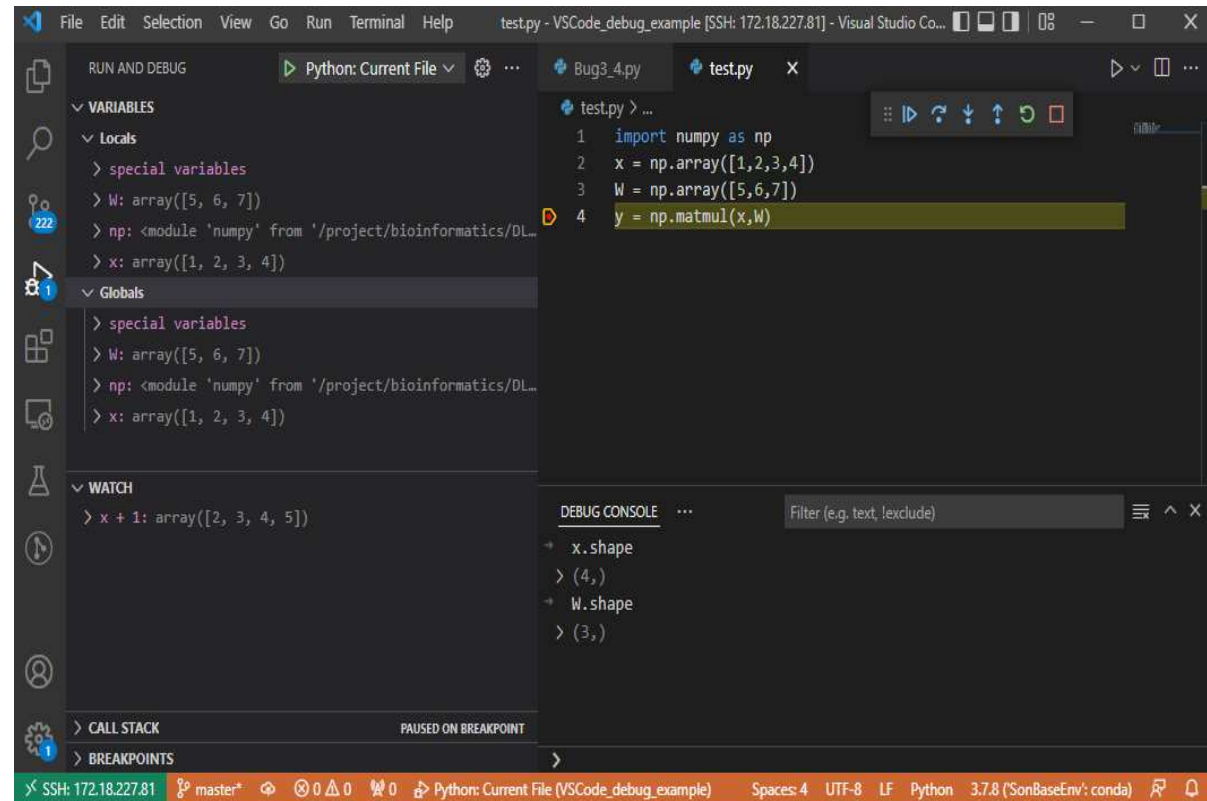 File Edit Selection View Go Run Terminal Help
test.py - VSCode_debug_example [SSH: 172.18.227.81] - Visual Studio Co...
RUN AND DEBUG
Python: Current File
VARIABLES
Locals
special variables
W: array([5, 6, 7])
np: <module 'numpy' from '/project/bioinformatics/DL…
x: array([1, 2, 3, 4])
Globals
special variables
W: array([5, 6, 7])
np: <module 'numpy' from '/project/bioinformatics/DL…
x: array([1, 2, 3, 4])
WATCH
x + 1: array([2, 3, 4, 5])
CALL STACK
PAUSED ON BREAKPOINT
BREAKPOINTS
222
1
1
Bug3_4.py
test.py
test.py > ...
1 import numpy as np
2 x = np.array([1,2,3,4])
3 W = np.array([5,6,7])
4 y = np.matmul(x,W)
DEBUG CONSOLE
Filter (e.g. text, !exclude)
x.shape
(4,)
W.shape
(3,)
SSH: 172.18.227.81 master* 0 0 0 Python: Current File (VSCode_debug_example) Spaces: 4 UTF-8 LF Python 3.7.8 ('SonBaseEnv': conda)